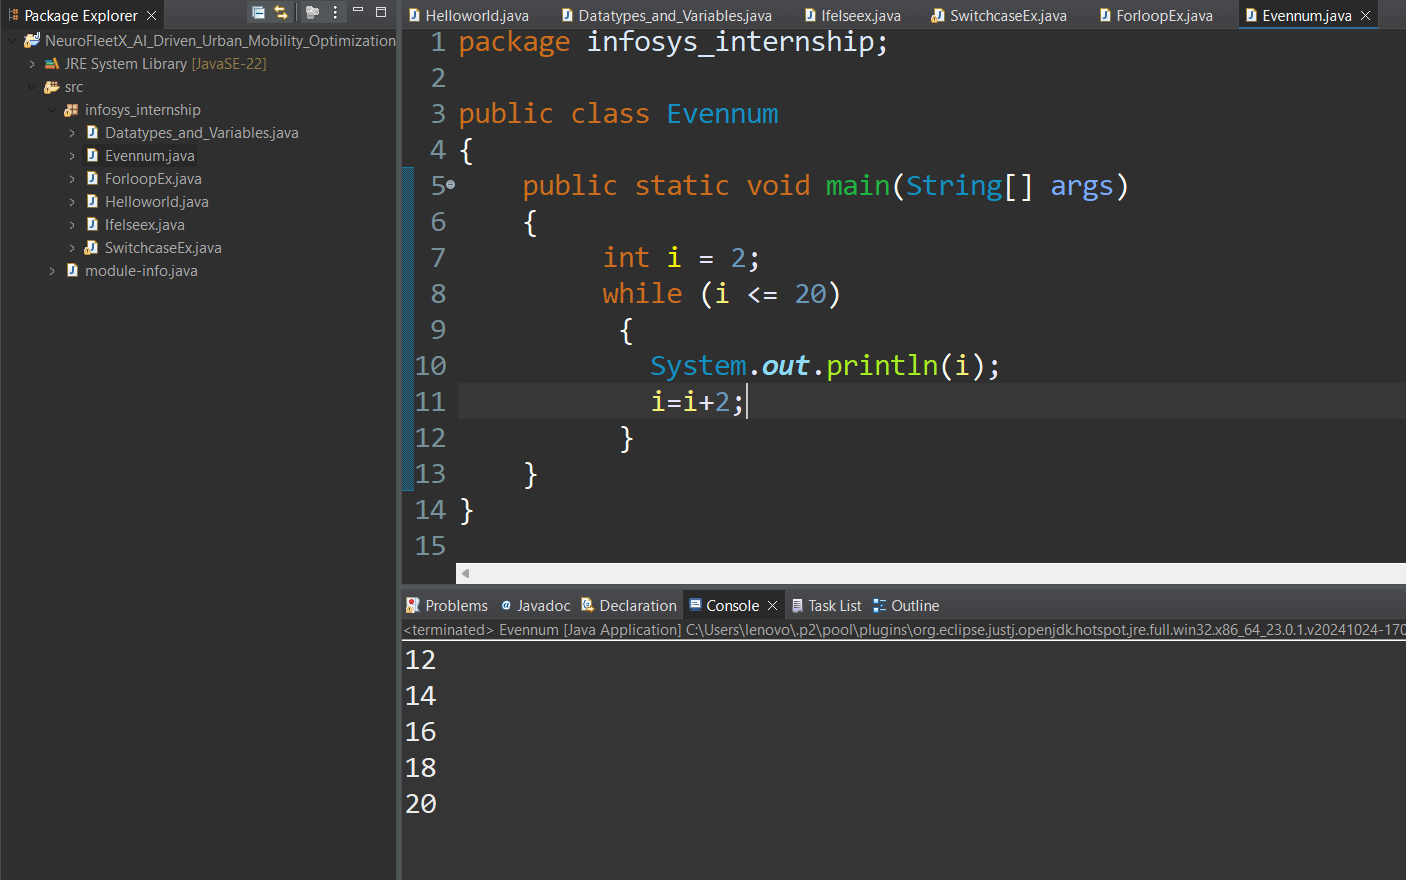 Package Explorer
NeuroFleetX_AI_Driven_Urban_Mobility_Optimization
JRE System Library [JavaSE-22]
src
infosys_internship
Datatypes_and_Variables.java
Evennum.java
ForloopEx.java
Helloworld.java
Ifelseex.java
SwitchcaseEx.java
module-info.java
Helloworld.java Datatypes_and_Variables.java Ifelseex.java SwitchcaseEx.java ForloopEx.java Evennum.java
1 package infosys_internship;
2
3 public class Evennum
4 {
5 public static void main(String[] args)
6 {
7 int i = 2;
8 while (i <= 20)
9 {
10 System.out.println(i);
11 i=i+2;
12 }
13 }
14 }
15
Problems @ Javadoc Declaration Console Task List Outline
<terminated> Evennum [Java Application] C:\Users\lenovo\.p2\pool\plugins\org.eclipse.justj.openjdk.hotspot.jre.full.win32.x86_64_23.0.1.v20241024-170
12
14
16
18
20